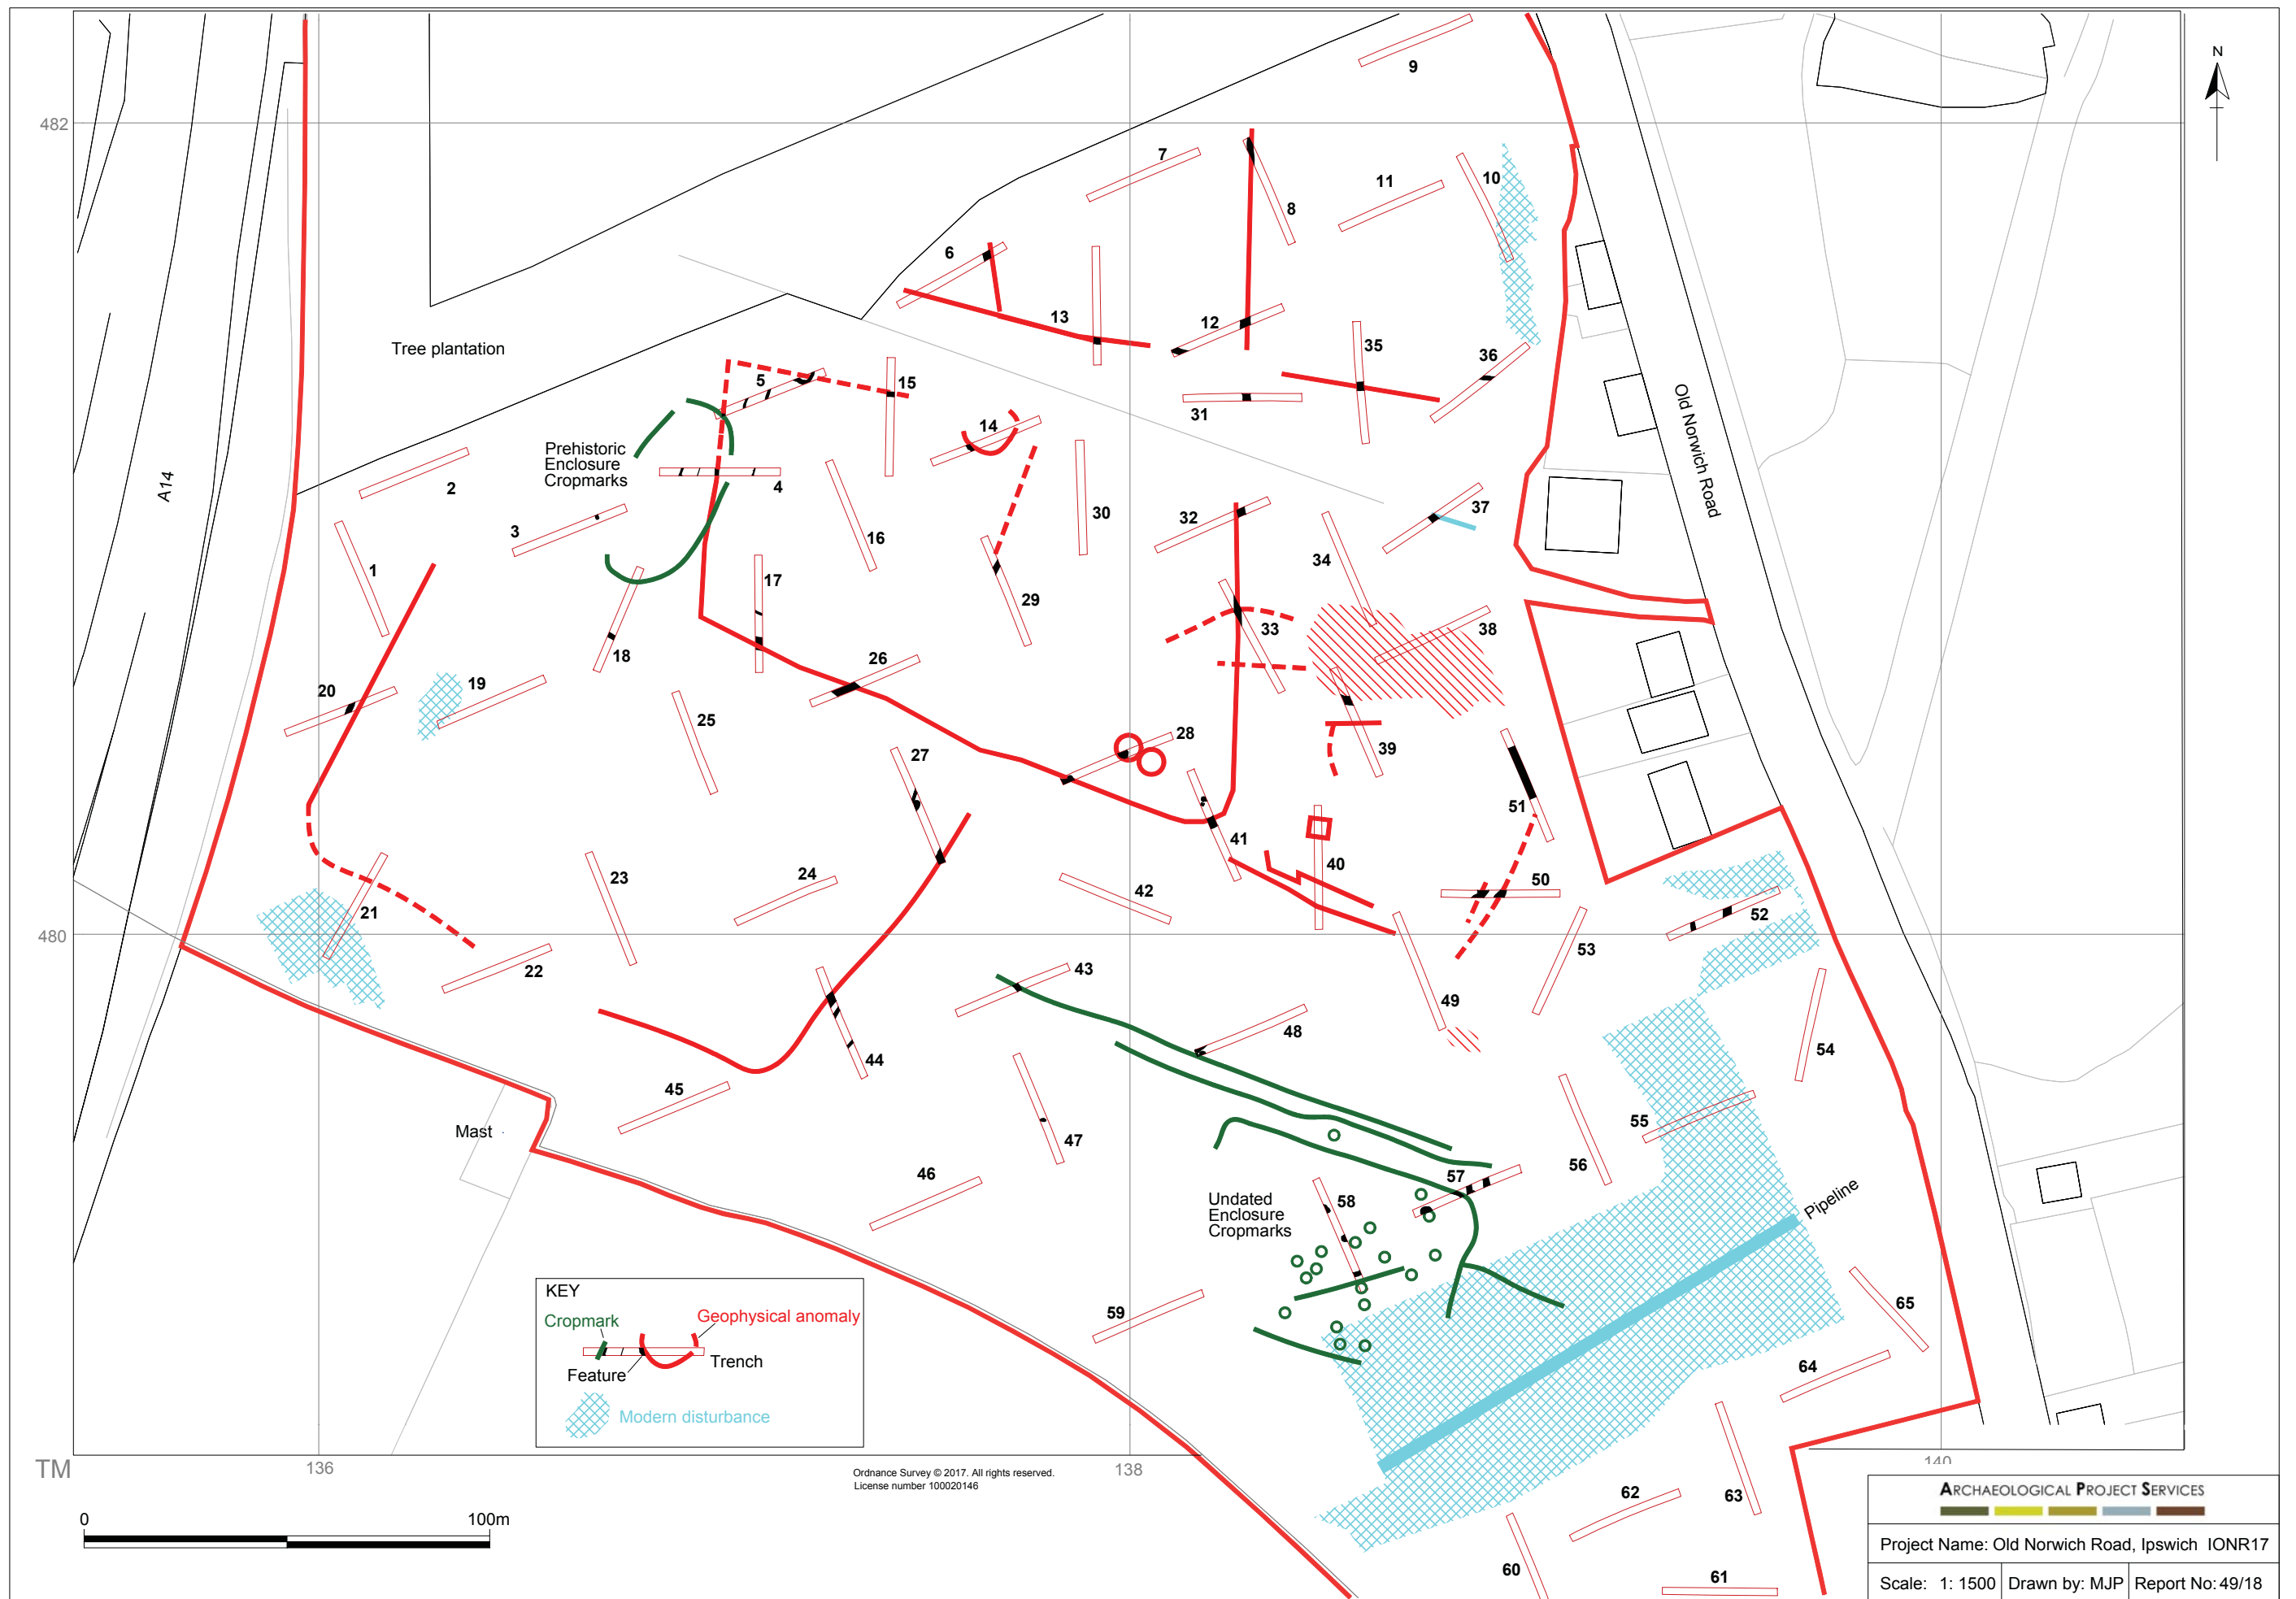 N
482
9
7
10
11
8
6
13
12
35
36
Tree plantation
5
15
31
14
Old Norwich Road
Prehistoric
Enclosure
Cropmarks
A14
2
4
37
3
30
32
16
34
1
17
29
33
38
18
26
19
20
25
28
39
27
51
41
40
24
50
42
23
21
52
480
22
53
43
49
48
44
54
45
55
Mast
47
56
46
57
Undated
Enclosure
Cropmarks
58
Pipeline
KEY
59
65
Cropmark
Geophysical anomaly
Trench
Feature
64
Modern disturbance
TM
136
138
140
Ordnance Survey © 2017. All rights reserved.
License number 100020146
62
63
0
100m
60
61
ARCHAEOLOGICAL PROJECT SERVICES
Project Name: Old Norwich Road, Ipswich IONR17
Scale: 1: 1500
Drawn by: MJP
Report No: 49/18